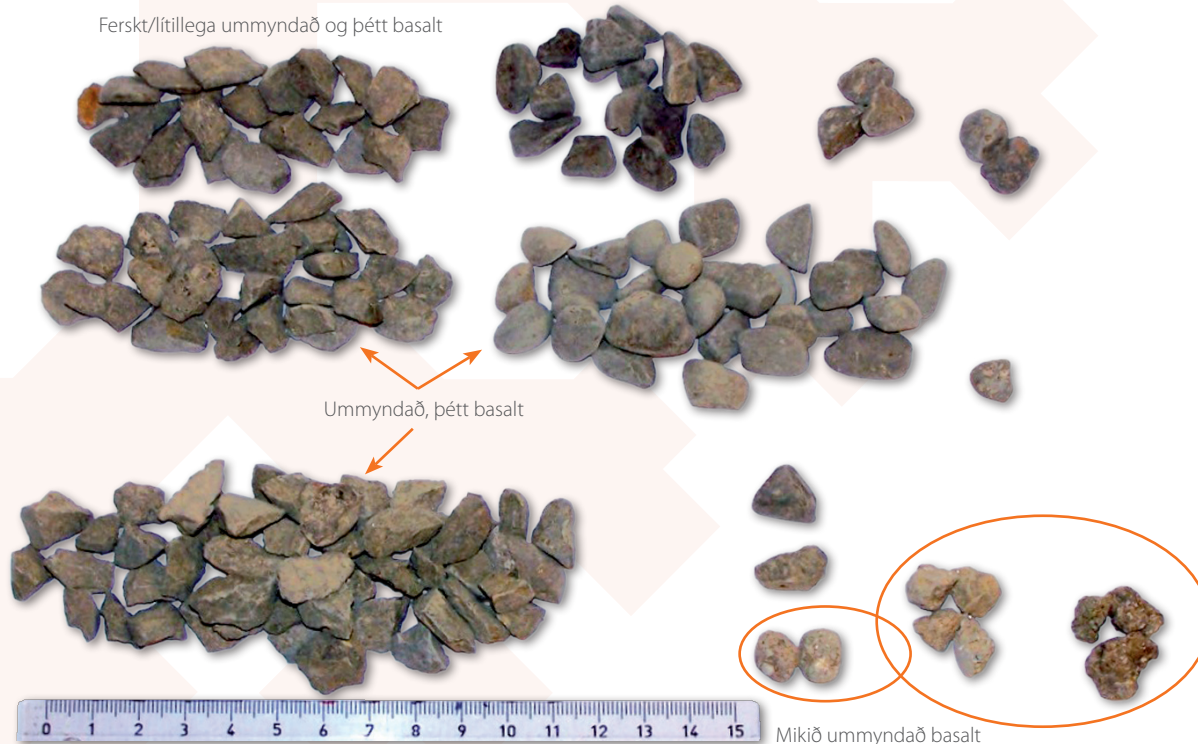 Ferskt/lítillega ummyndað og þétt basalt
Ummyndað, þétt basalt
0 1 2 3 4 5 6 7 8 9 10 11 12 13 14 15
Mikið ummyndað basalt